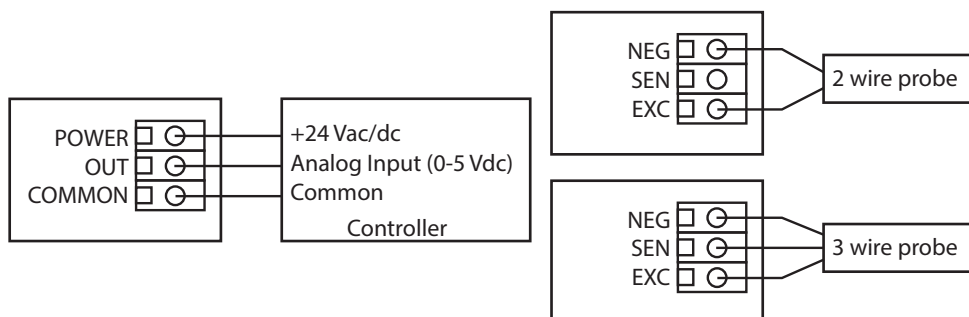 POWER
OUT
COMMON
+24 Vac/dc
Analog Input (0-5 Vdc)
Common
Controller
NEG
SEN
EXC
2 wire probe
NEG
SEN
EXC
3 wire probe